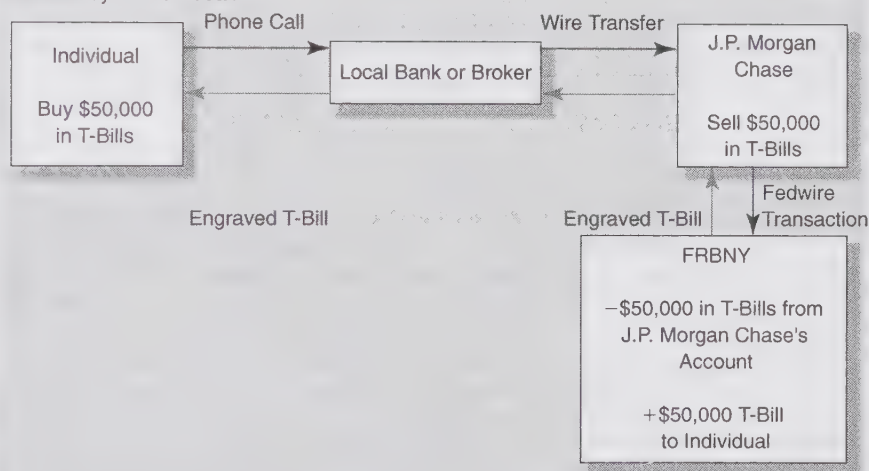 Phone Call
Wire Transfer
Individual
Buy $50,000
in T-Bills
Local Bank or Broker
J.P. Morgan
Chase
Sell $50,000
in T-Bills
Engraved T-Bill
Engraved T-Bill
Fedwire
Transaction
FRBNY
−$50,000 in T-Bills from
J.P. Morgan Chase's
Account
+$50,000 T-Bill
to Individual